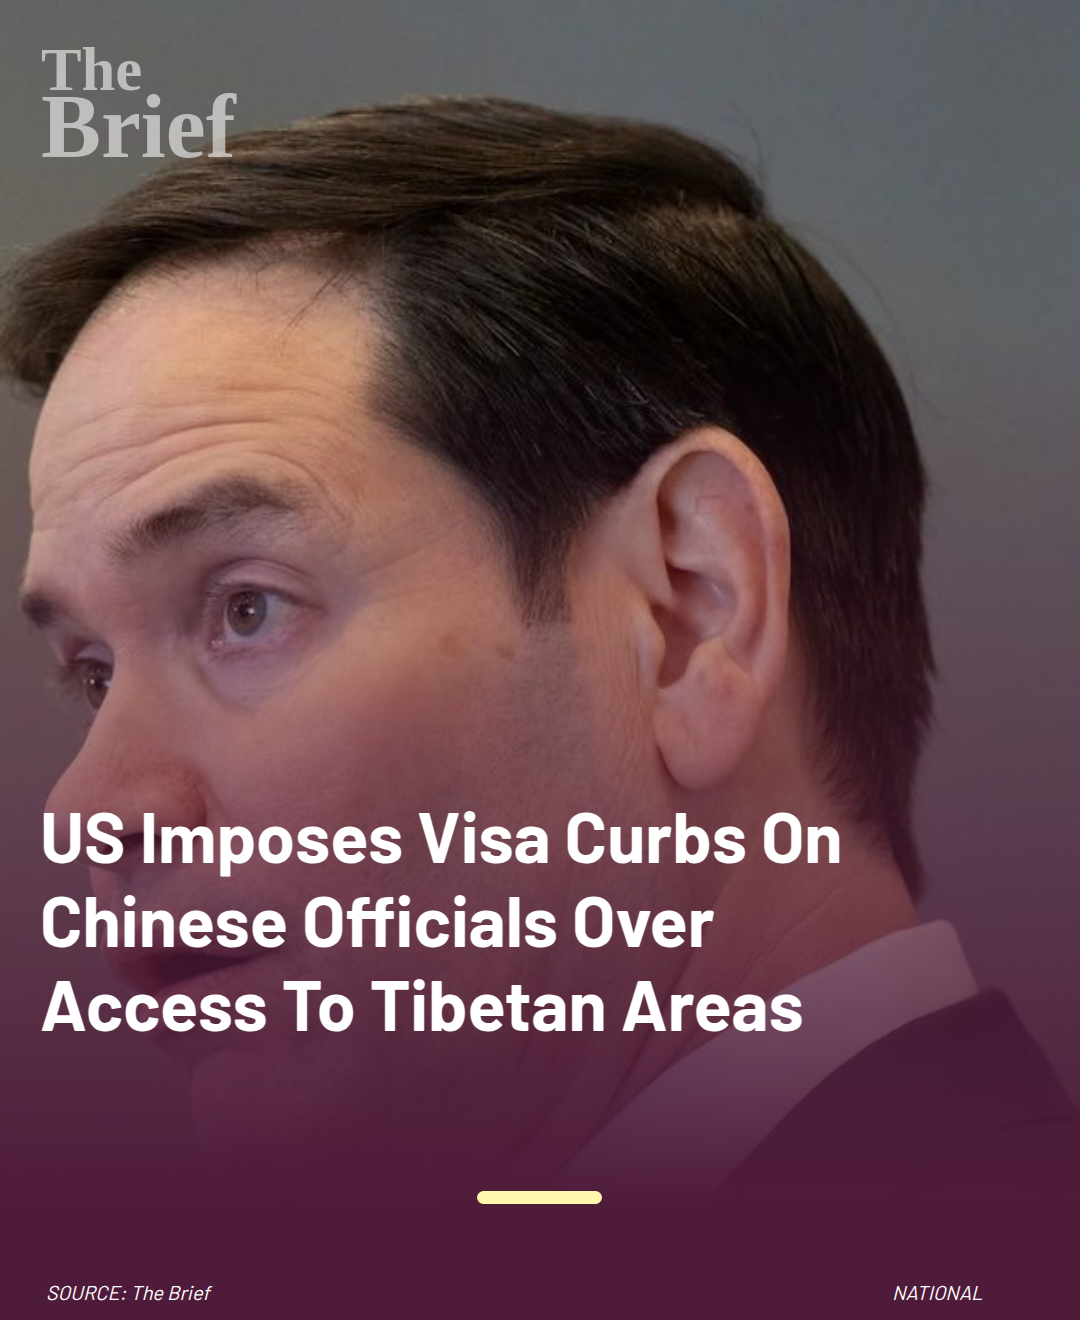 The
Brief
US Imposes Visa Curbs On
Chinese Officials Over
Access To Tibetan Areas
SOURCE: The Brief
NATIONAL